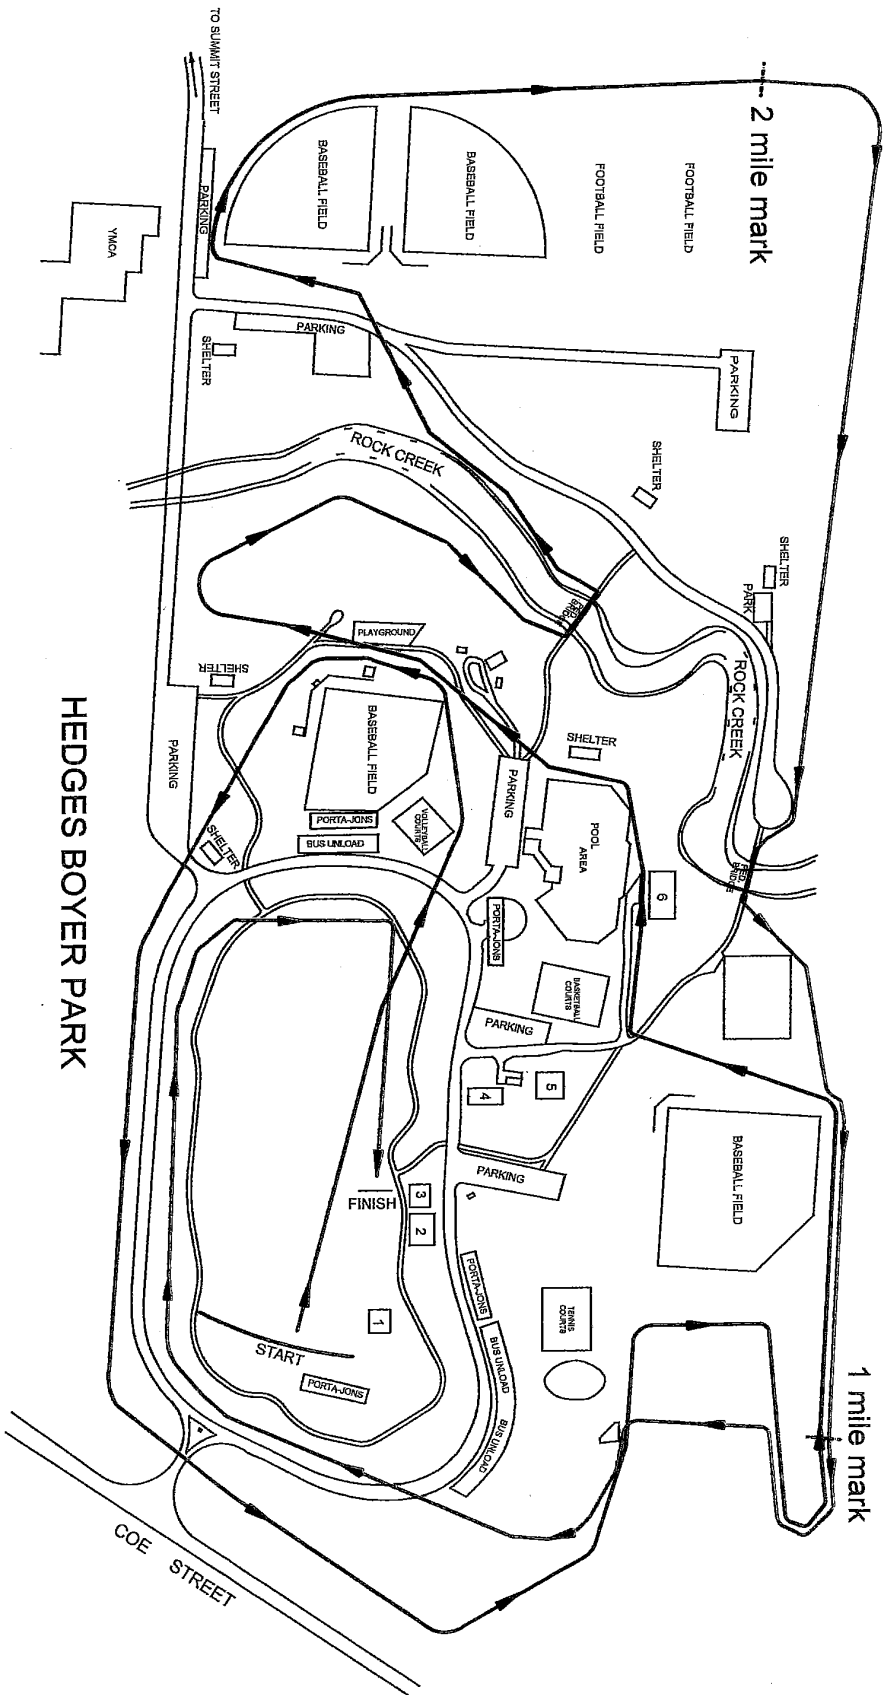 TO SUMMIT STREET
2 mile mark
BASEBALL FIELD
BASEBALL FIELD
FOOTBALL FIELD
FOOTBALL FIELD
PARKING
YMCA
PARKING
SHELTER
PARKING
ROCK CREEK
SHELTER
SHELTER
PARK
PED.
BRIDGE
ROCK CREEK
PLAYGROUND
SHELTER
SHELTER
PARKING
BASEBALL FIELD
PARKING
POOL
AREA
PORTA-JONS
BUS UNLOAD
VOLLEYBALL
COURTS
SHELTER
6
PED.
BRIDGE
PORTA-JONS
BASKETBALL
COURTS
PARKING
HEDGES BOYER PARK
4
5
PARKING
BASEBALL FIELD
FINISH
3
2
1
START
PORTA-JONS
PORTA-JONS
BUS UNLOAD
BUS UNLOAD
TENNIS
COURTS
1 mile mark
COE STREET